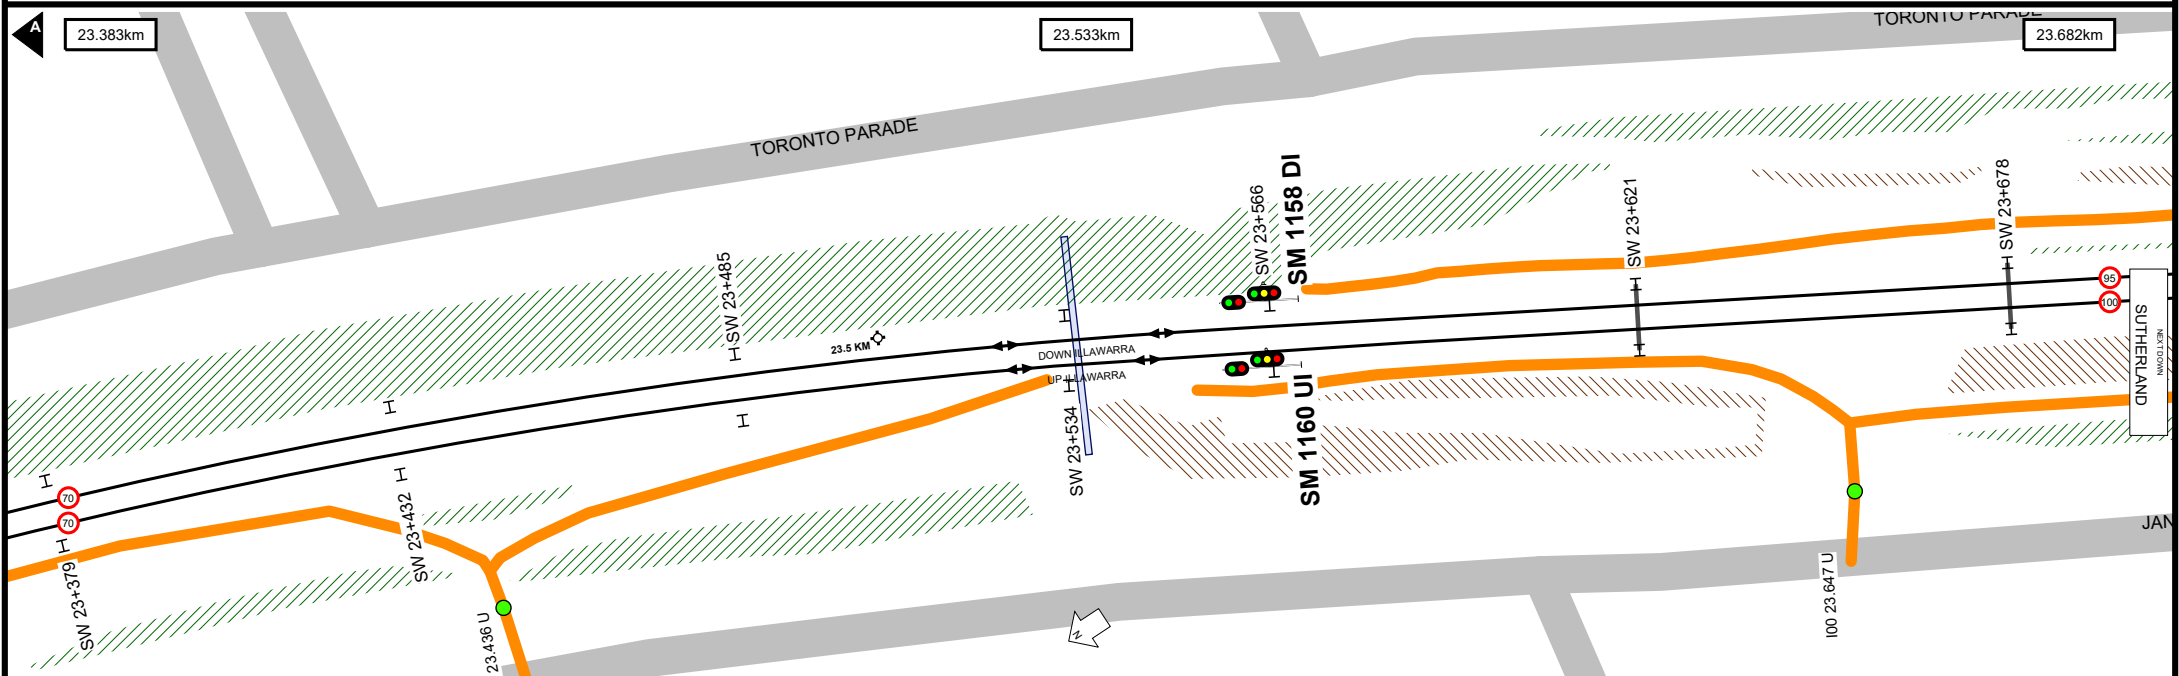 A
23.383km
23.533km
23.682km
TORONTO PARADE
TORONTO PARADE
SW 23+485
SW 23+566
SM 1158 DI
SW 23+621
SW 23+678
23.5 KM
DOWN ILLAWARRA
UP ILLAWARRA
95
100
SUTHERLAND
NEXT DOWN
70
70
SW 23+379
SW 23+432
SW 23+534
SM 1160 UI
23.436 U
I00 23.647 U
JAN
N